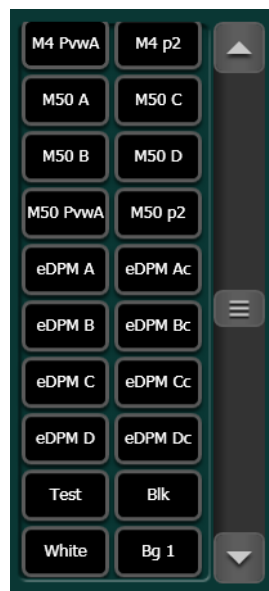 M4 PvwA M4 p2
M50 A M50 C
M50 B M50 D
M50 PvwA M50 p2
eDPM A eDPM Ac
eDPM B eDPM Bc
eDPM C eDPM Cc
eDPM D eDPM Dc
Test Blk
White Bg 1